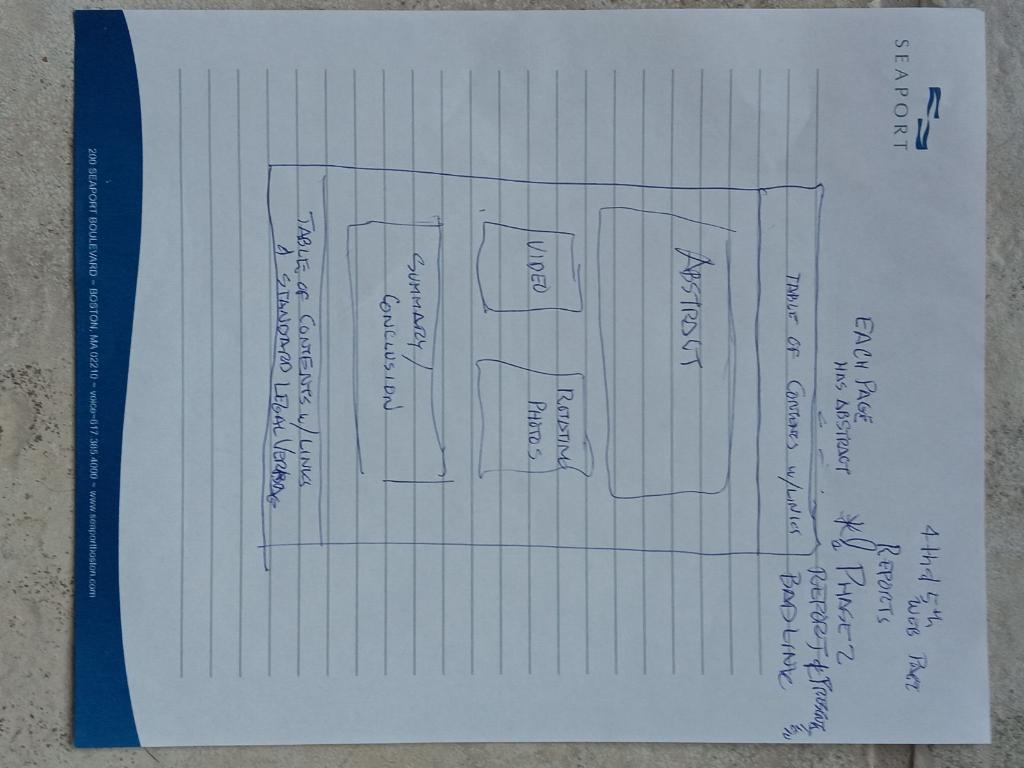 SEAPORT
4th & 5th
WEB PAGE
REPORTS
EACH PAGE
HAS ABSTRACT
PHASE 2
REPORT & PRESENTATION
BAD LINK
TABLE OF CONTENTS W/LINKS
ABSTRACT
VIDEO
ROTATING
PHOTOS
SUMMARY/
CONCLUSION
TABLE OF CONTENTS W/ LINKS
& STANDARD LEGAL
200 SEAPORT BOULEVARD ~ BOSTON, MA 02210 ~ voice~617.385.4000 ~ www.seaportboston.com